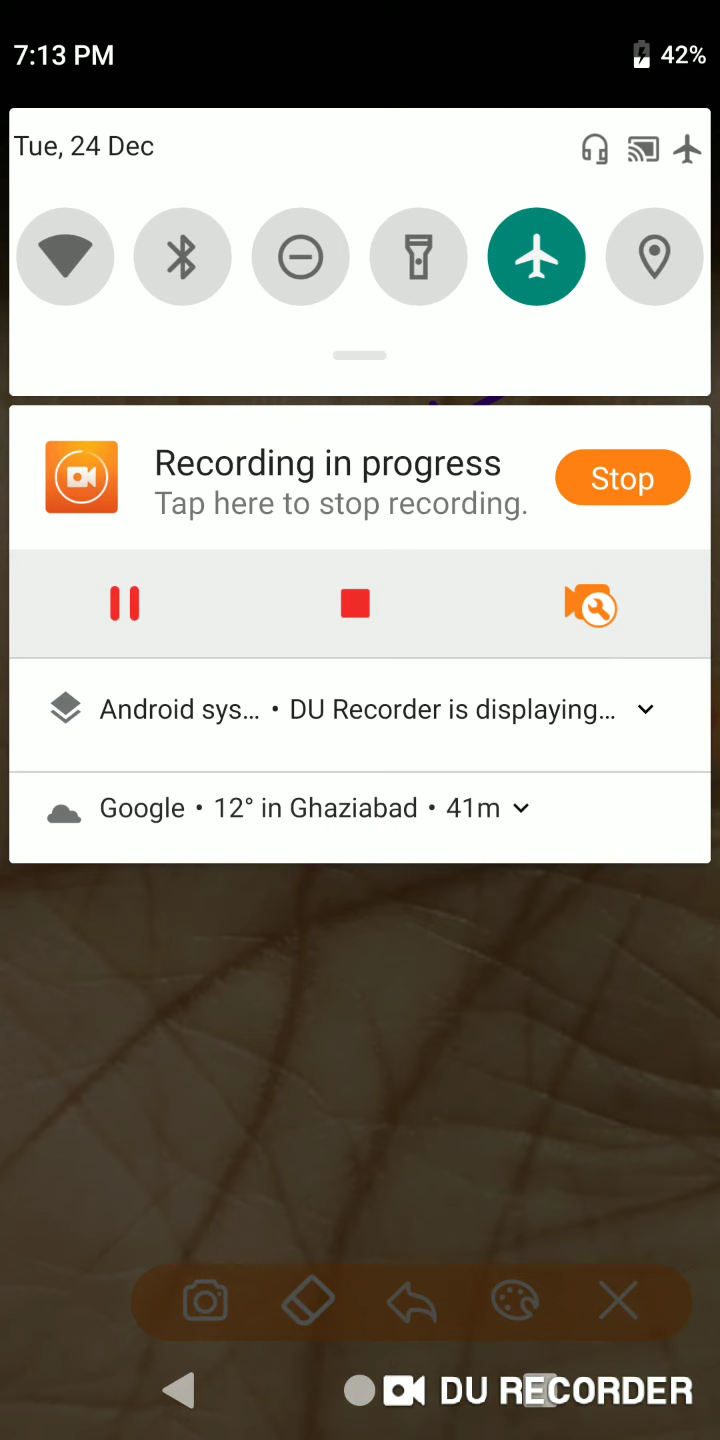 7:13 PM 42%
Tue, 24 Dec
Recording in progress
Stop
Tap here to stop recording.
Android sys... • DU Recorder is displaying...
Google • 12° in Ghaziabad • 41m
DU RECORDER